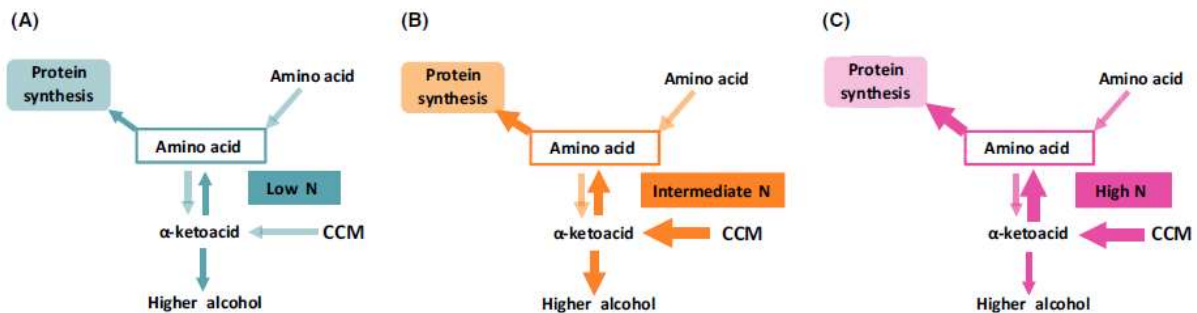 (A)
Protein
synthesis
Amino acid
Amino acid
Low N
α-ketoacid
CCM
Higher alcohol
(B)
Protein
synthesis
Amino acid
Amino acid
Intermediate N
α-ketoacid
CCM
Higher alcohol
(C)
Protein
synthesis
Amino acid
Amino acid
High N
α-ketoacid
CCM
Higher alcohol